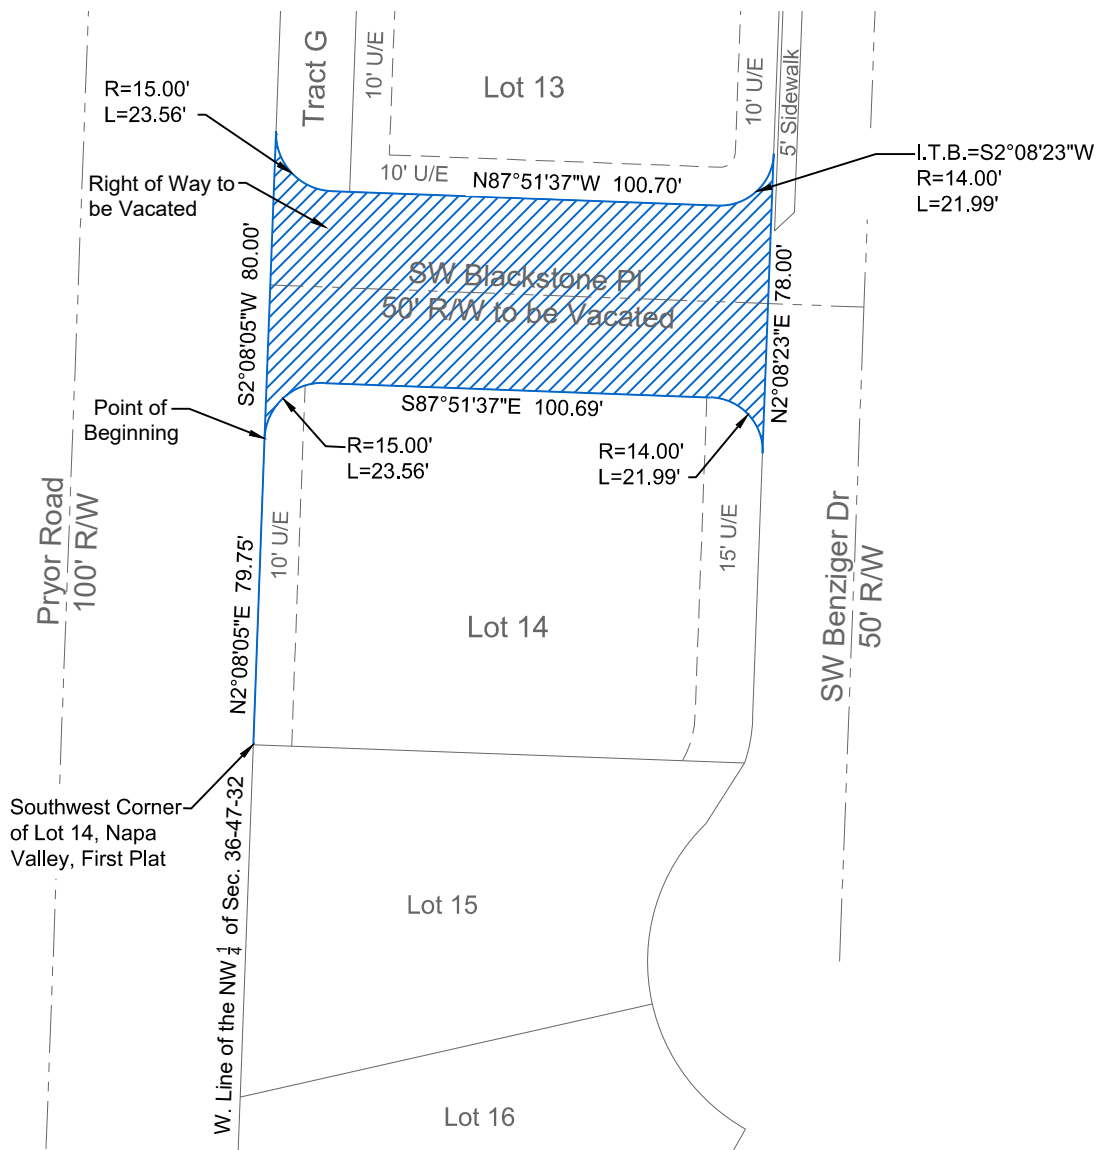 Tract G
10' U/E
Lot 13
10' U/E
5' Sidewalk
R=15.00'
L=23.56'
I.T.B.=S2°08'23"W
R=14.00'
L=21.99'
10' U/E
N87°51'37"W 100.70'
Right of Way to
be Vacated
S2°08'05"W 80.00'
SW Blackstone Pl
50' R/W to be Vacated
N2°08'23"E 78.00'
S87°51'37"E 100.69'
Point of
Beginning
R=15.00'
L=23.56'
R=14.00'
L=21.99'
Pryor Road
100' R/W
N2°08'05"E 79.75'
10' U/E
15' U/E
Lot 14
SW Benziger Dr
50' R/W
Southwest Corner
of Lot 14, Napa
Valley, First Plat
W. Line of the NW 1/4 of Sec. 36-47-32
Lot 15
Lot 16